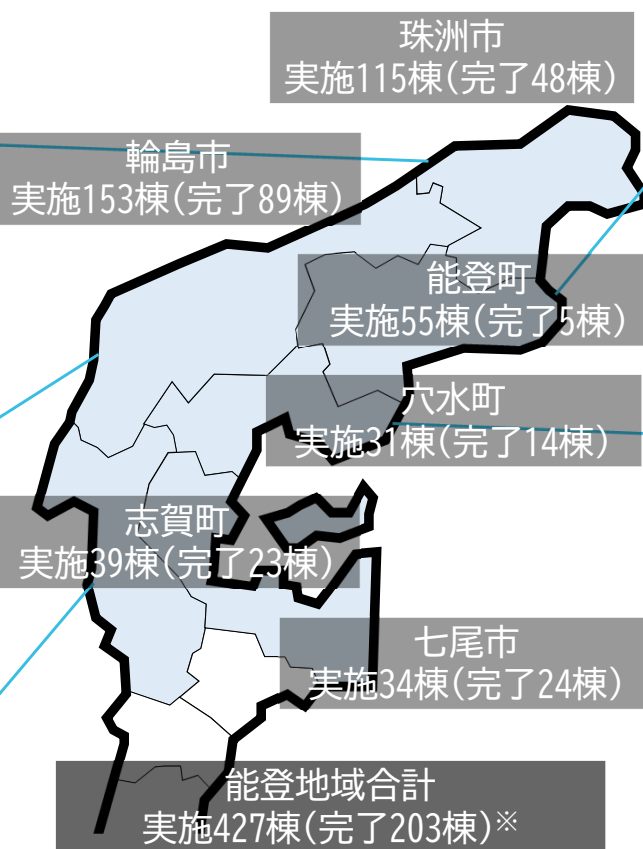 珠洲市
実施115棟(完了48棟)
輪島市
実施153棟(完了89棟)
能登町
実施55棟(完了5棟)
穴水町
実施31棟(完了14棟)
志賀町
実施39棟(完了23棟)
七尾市
実施34棟(完了24棟)
能登地域合計
実施427棟(完了203棟)※